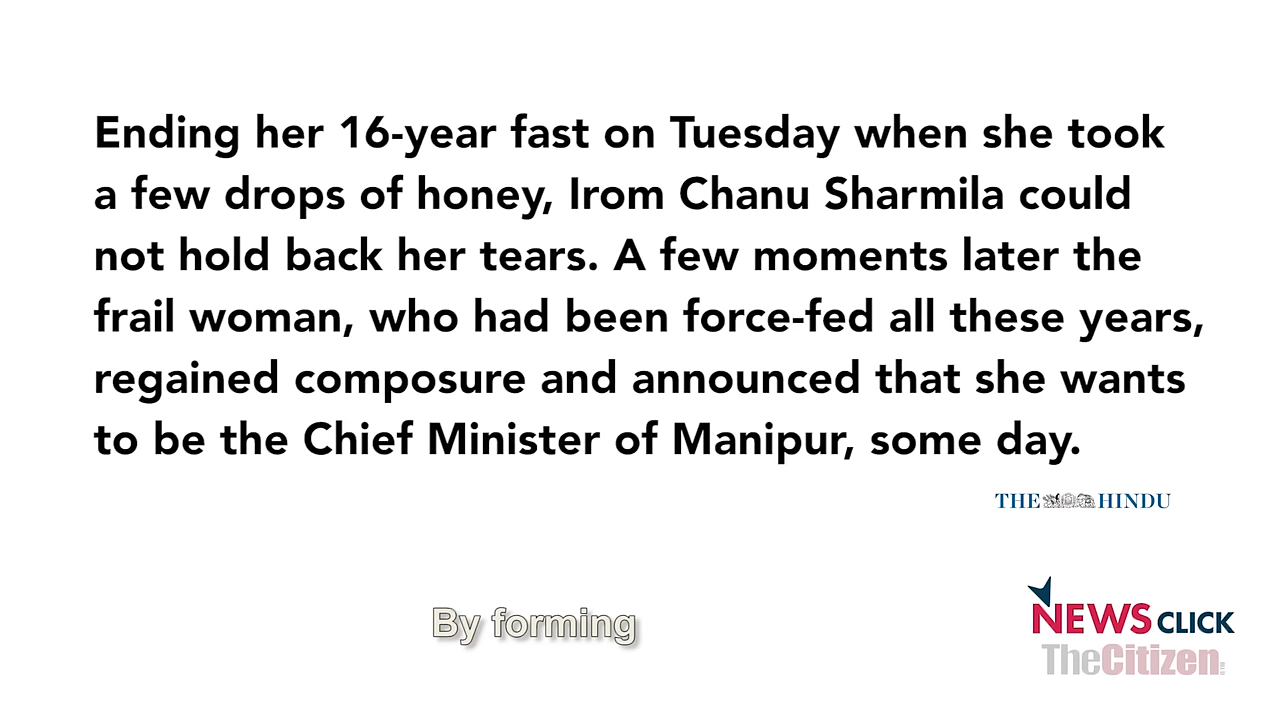 Ending her 16-year fast on Tuesday when she took
a few drops of honey, Irom Chanu Sharmila could
not hold back her tears. A few moments later the
frail woman, who had been force-fed all these years,
regained composure and announced that she wants
to be the Chief Minister of Manipur, some day.
THE HINDU
By forming
NEWS CLICK
TheCitizen